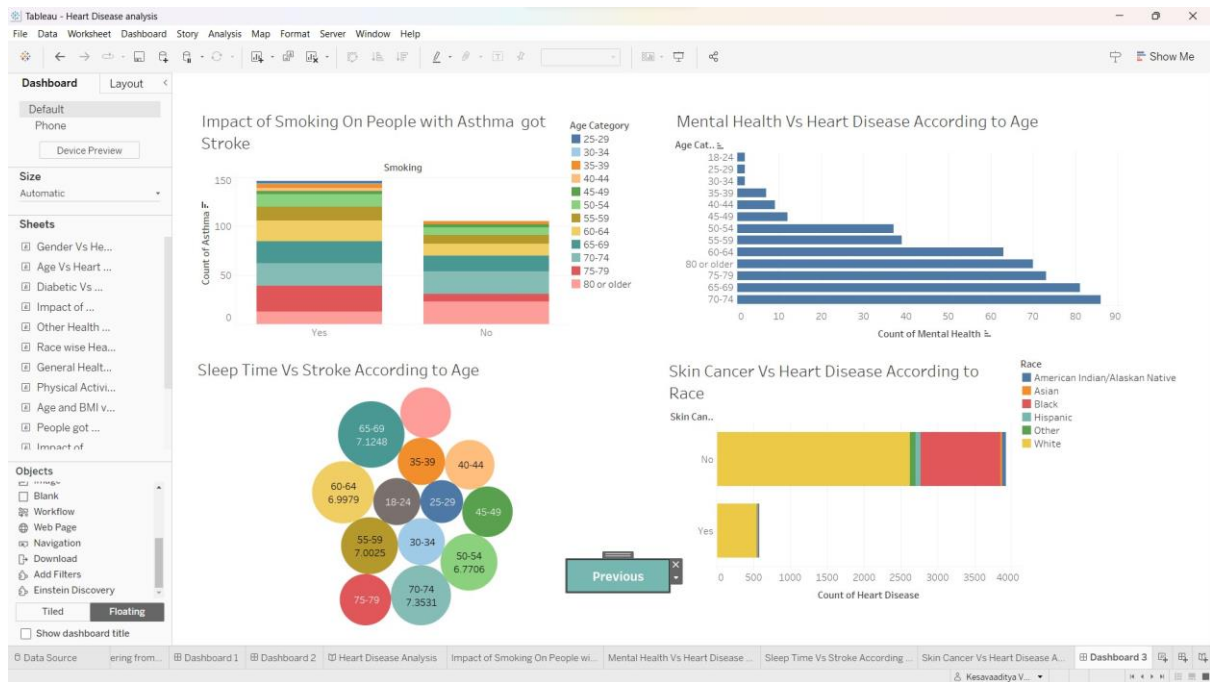 Tableau - Heart Disease analysis
File Data Worksheet Dashboard Story Analysis Map Format Server Window Help
Show Me
Dashboard Layout
Default
Phone
Device Preview
Size
Automatic
Sheets
Gender Vs He...
Age Vs Heart ...
Diabetic Vs ...
Impact of ...
Other Health ...
Race wise Hea...
General Healt...
Physical Activi...
Age and BMI v...
People got ...
Impact of
Objects
Image
Blank
Workflow
Web Page
Navigation
Download
Add Filters
Einstein Discovery
Tiled Floating
Show dashboard title
Impact of Smoking On People with Asthma got
Stroke
Smoking
Count of Asthma
150
100
50
0
Yes No
Age Category
25-29
30-34
35-39
40-44
45-49
50-54
55-59
60-64
65-69
70-74
75-79
80 or older
Mental Health Vs Heart Disease According to Age
Age Cat..
18-24
25-29
30-34
35-39
40-44
45-49
50-54
55-59
60-64
80 or older
75-79
65-69
70-74
0 10 20 30 40 50 60 70 80 90
Count of Mental Health
Sleep Time Vs Stroke According to Age
65-69
7.1248
35-39
40-44
60-64
6.9979
18-24
25-29
45-49
55-59
7.0025
30-34
50-54
6.7706
75-79
70-74
7.3531
Previous
Skin Cancer Vs Heart Disease According to
Race
Skin Can..
No
Yes
0 500 1000 1500 2000 2500 3000 3500 4000
Count of Heart Disease
Race
American Indian/Alaskan Native
Asian
Black
Hispanic
Other
White
Data Source ering from... Dashboard 1 Dashboard 2 Heart Disease Analysis Impact of Smoking On People wi... Mental Health Vs Heart Disease ... Sleep Time Vs Stroke According ... Skin Cancer Vs Heart Disease A... Dashboard 3
Kesavaaditya V...